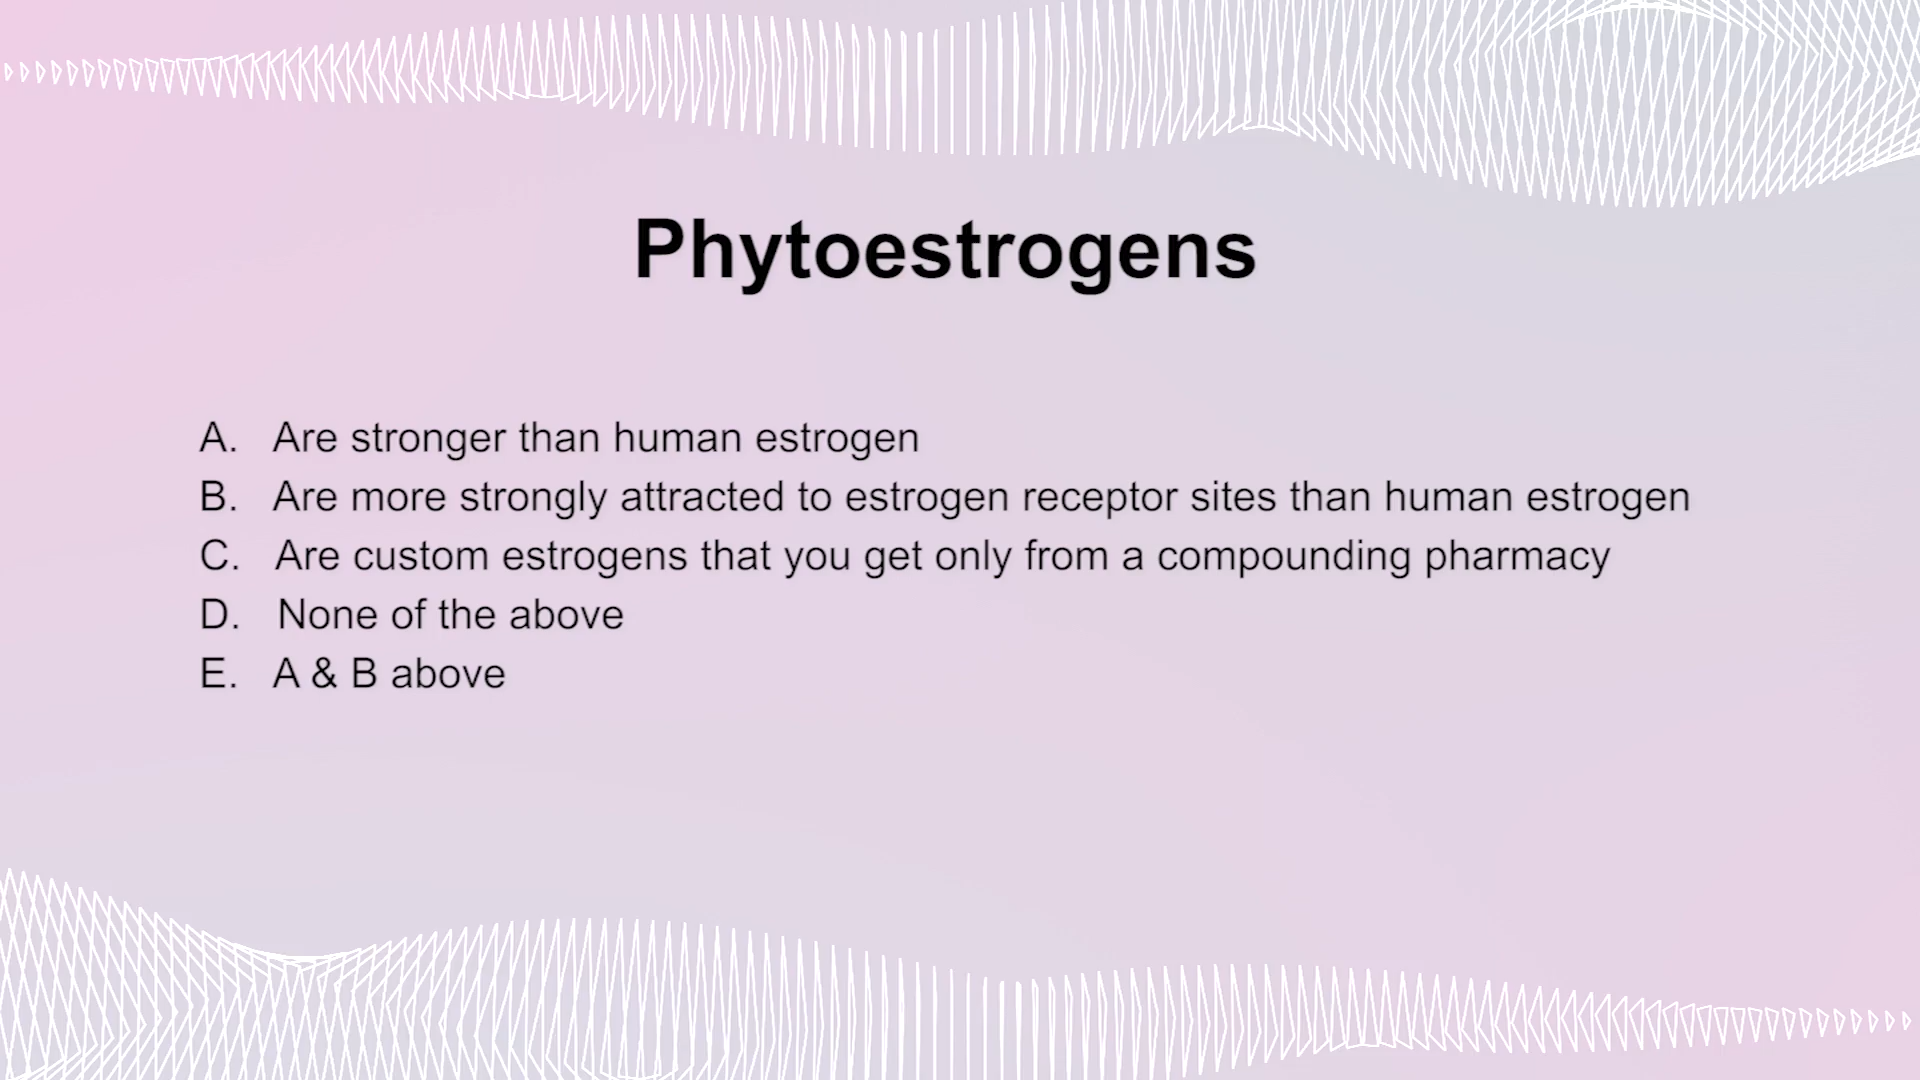 Phytoestrogens
A. Are stronger than human estrogen
B. Are more strongly attracted to estrogen receptor sites than human estrogen
C. Are custom estrogens that you get only from a compounding pharmacy
D. None of the above
E. A & B above